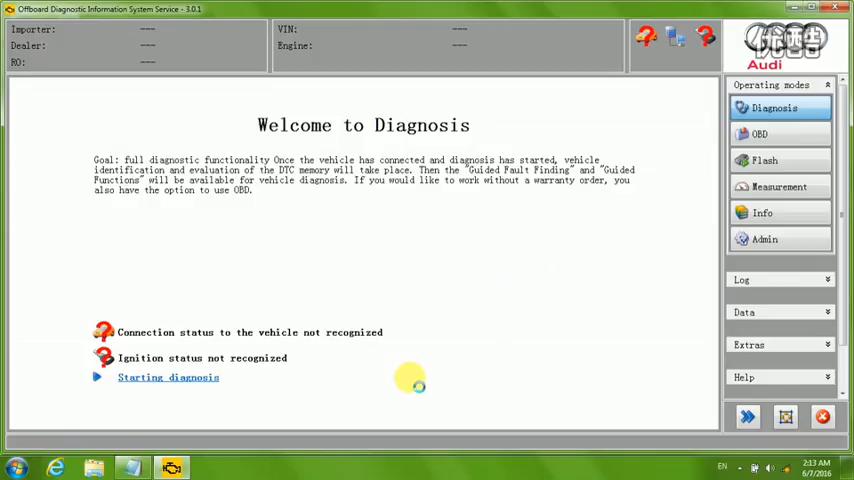 Offboard Diagnostic Information System Service - 3.0.1
Importer: ---
Dealer: ---
RO: ---
VIN: ---
Engine: ---
优酷
Audi
Welcome to Diagnosis
Goal: full diagnostic functionality Once the vehicle has connected and diagnosis has started, vehicle
identification and evaluation of the DTC memory will take place. Then the "Guided Fault Finding" and "Guided
Functions" will be available for vehicle diagnosis. If you would like to work without a warranty order, you
also have the option to use OBD.
Connection status to the vehicle not recognized
Ignition status not recognized
Starting diagnosis
Operating modes
Diagnosis
OBD
Flash
Measurement
Info
Admin
Log
Data
Extras
Help
EN
2:13 AM
6/7/2016